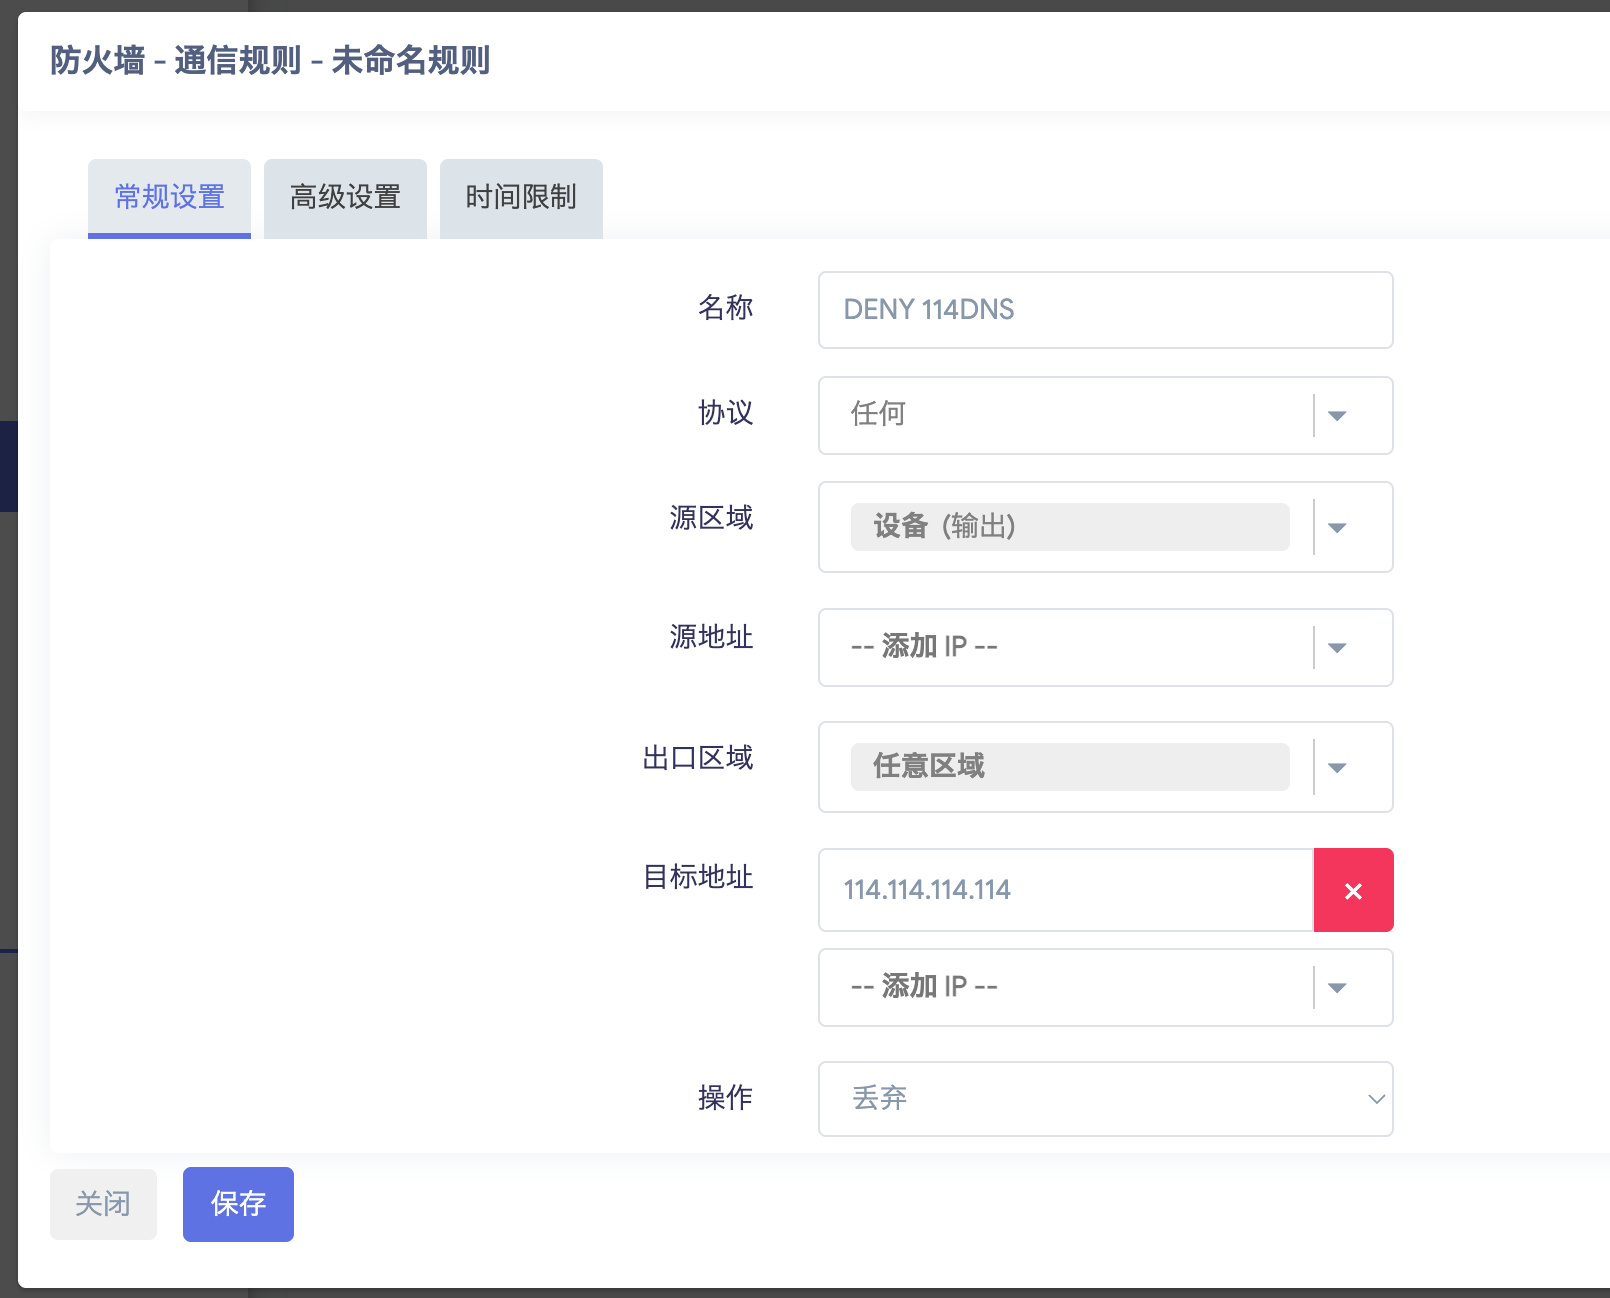 防火墙 - 通信规则 - 未命名规则
常规设置 高级设置 时间限制
名称 DENY 114DNS
协议 任何
源区域 设备 (输出)
源地址 -- 添加 IP --
出口区域 任意区域
目标地址 114.114.114.114
-- 添加 IP --
操作 丢弃
关闭 保存